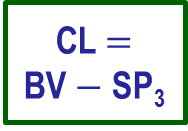 CL =
BV – SP₃